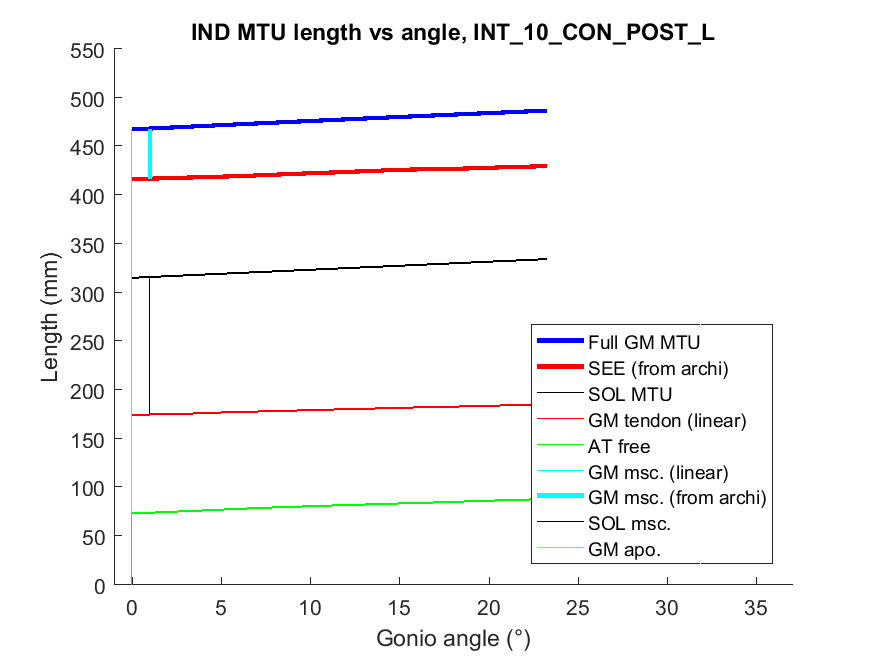 IND MTU length vs angle, INT_10_CON_POST_L
550
500
450
400
350
300
250
200
150
100
50
0
Length (mm)
0 5 10 15 20 25 30 35
Gonio angle (°)
Full GM MTU
SEE (from archi)
SOL MTU
GM tendon (linear)
AT free
GM msc. (linear)
GM msc. (from archi)
SOL msc.
GM apo.